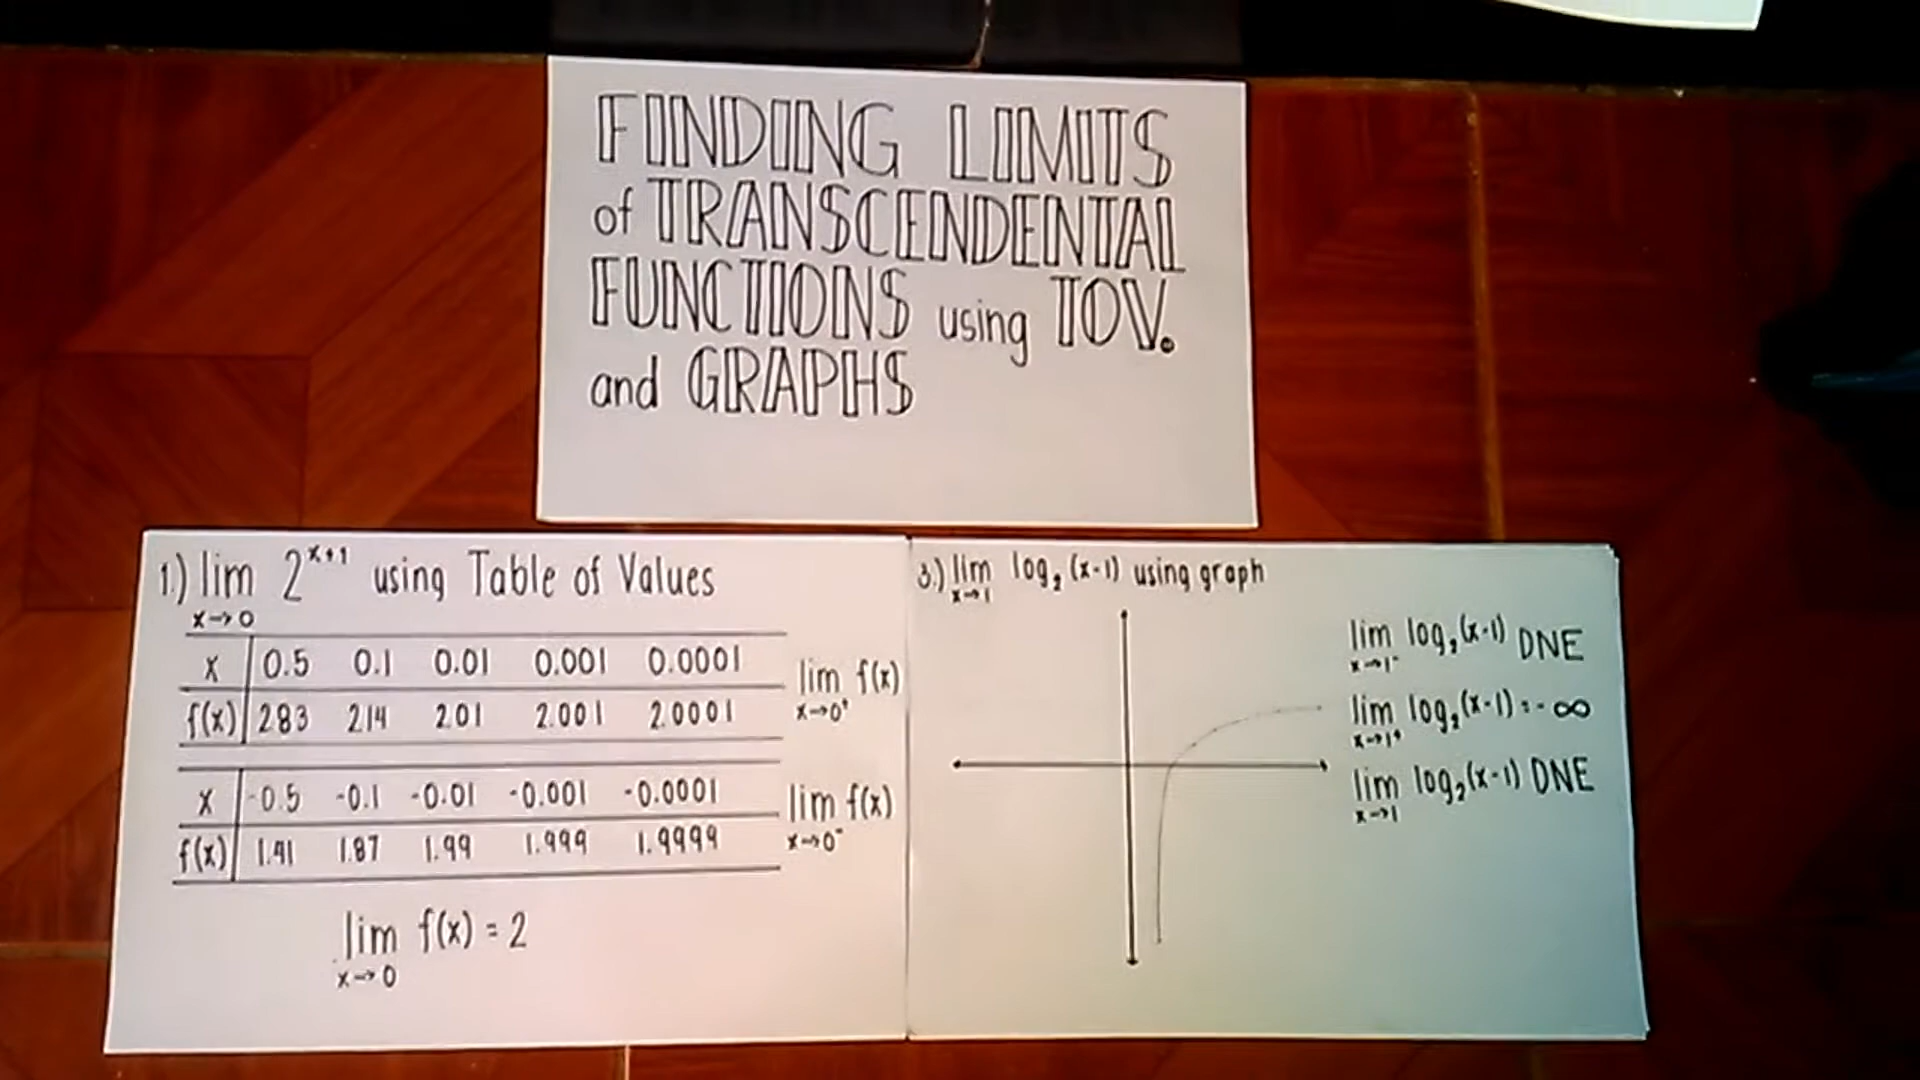 FINDING LIMITS
of TRANSCENDENTAL
FUNCTIONS using TOV.
and GRAPHS
1.) lim 2^x+1 using Table of Values
x→0
x 0.5 0.1 0.01 0.001 0.0001
f(x) 2.83 2.14 2.01 2.001 2.0001
lim f(x)
x→0⁺
x -0.5 -0.1 -0.01 -0.001 -0.0001
f(x) 1.41 1.87 1.99 1.999 1.9999
lim f(x)
x→0⁻
lim f(x) = 2
x→0
3.) lim log₂ (x-1) using graph
x→1
lim log₂(x-1) DNE
x→1⁻
lim log₂(x-1) = -∞
x→1⁺
lim log₂(x-1) DNE
x→1